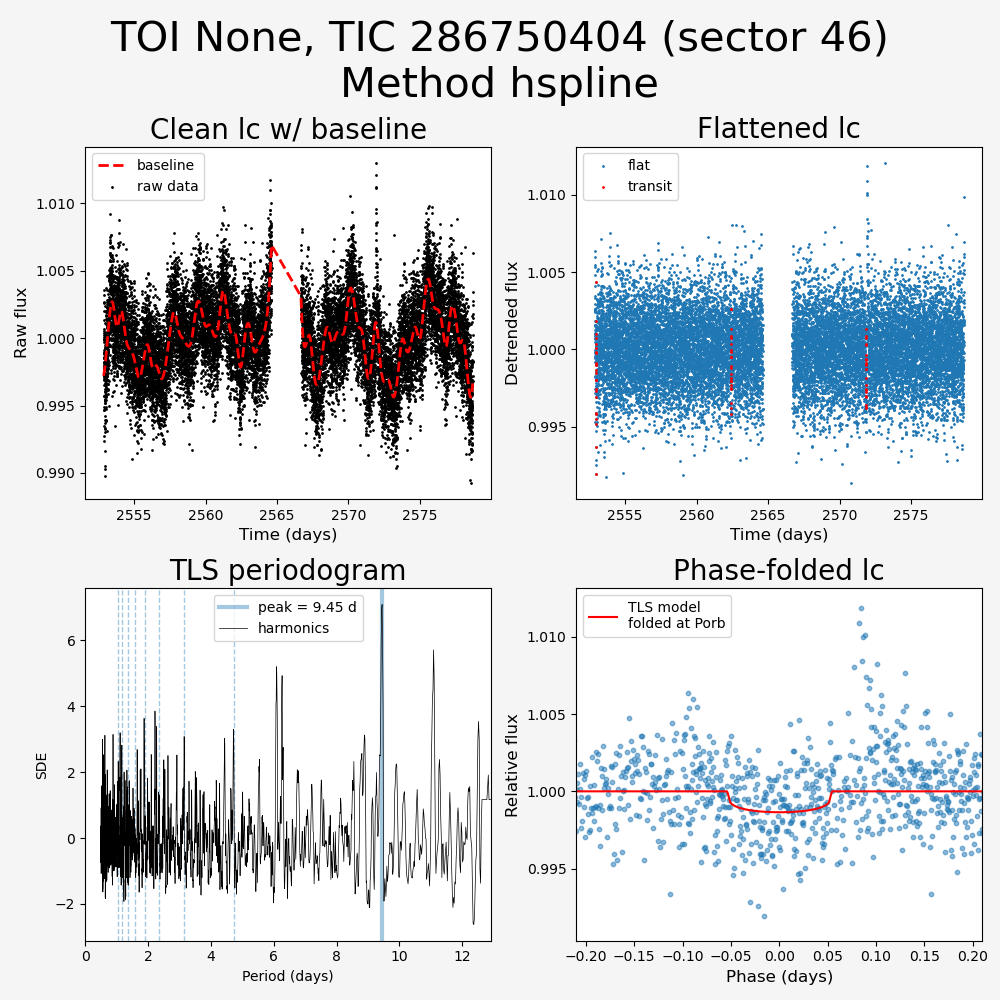 TOI None, TIC 286750404 (sector 46)
Method hspline
Clean lc w/ baseline
baseline
raw data
1.010
1.005
1.000
0.995
0.990
Raw flux
2555 2560 2565 2570 2575
Time (days)
Flattened lc
flat
transit
1.010
1.005
1.000
0.995
Detrended flux
2555 2560 2565 2570 2575
Time (days)
TLS periodogram
peak = 9.45 d
harmonics
6
4
2
0
−2
SDE
0 2 4 6 8 10 12
Period (days)
Phase-folded lc
TLS model
folded at Porb
1.010
1.005
1.000
0.995
Relative flux
−0.20 −0.15 −0.10 −0.05 0.00 0.05 0.10 0.15 0.20
Phase (days)